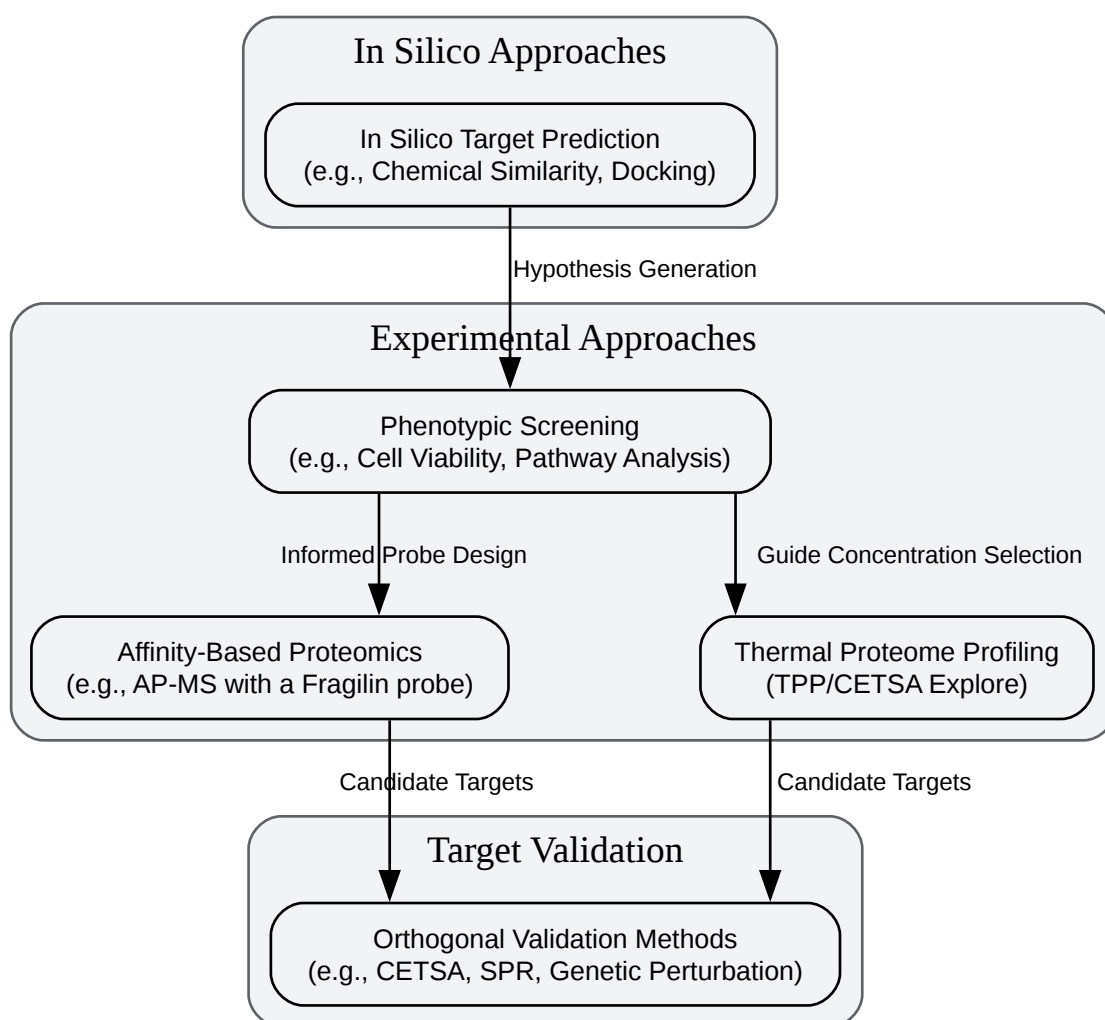 In Silico Approaches
In Silico Target Prediction
(e.g., Chemical Similarity, Docking)
Hypothesis Generation
Experimental Approaches
Phenotypic Screening
(e.g., Cell Viability, Pathway Analysis)
Informed Probe Design
Guide Concentration Selection
Affinity-Based Proteomics
(e.g., AP-MS with a Fragilin probe)
Thermal Proteome Profiling
(TPP/CETSA Explore)
Candidate Targets
Candidate Targets
Target Validation
Orthogonal Validation Methods
(e.g., CETSA, SPR, Genetic Perturbation)